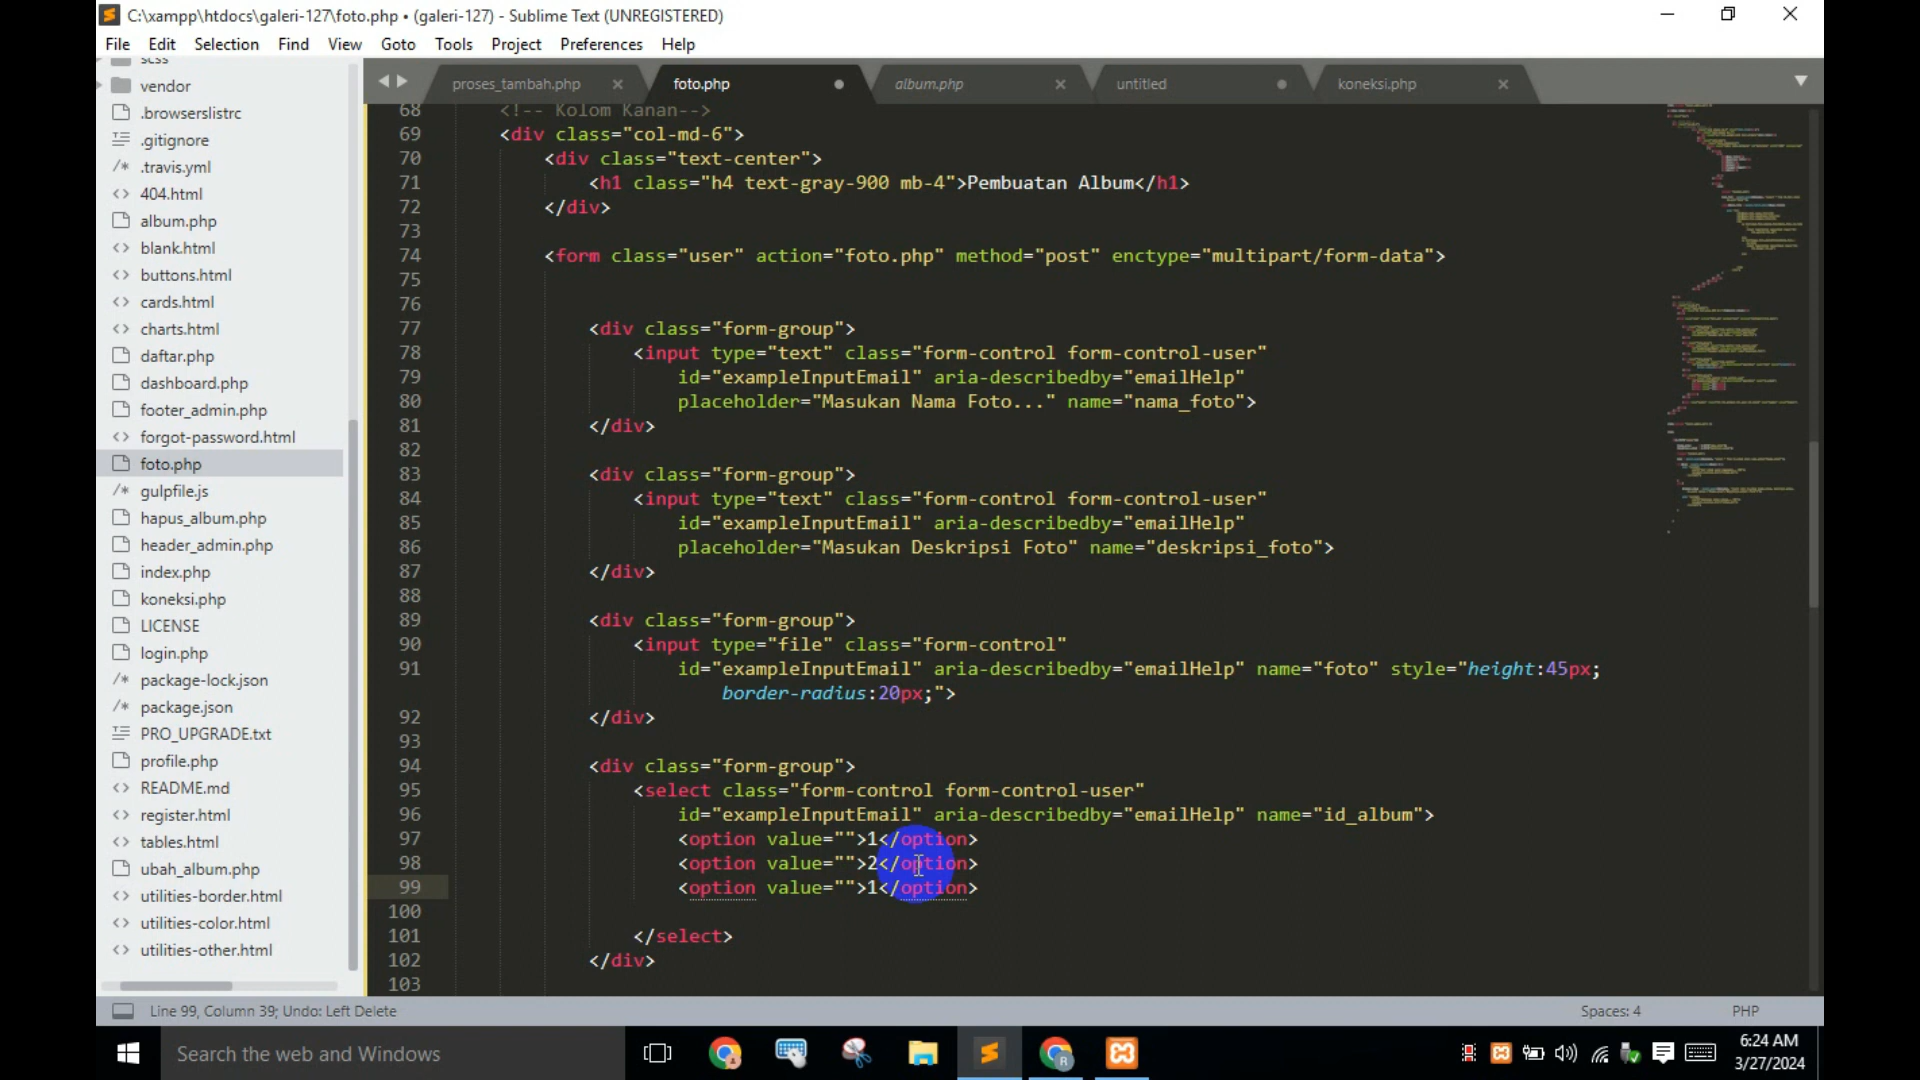 C:\xampp\htdocs\galeri-127\foto.php • (galeri-127) - Sublime Text (UNREGISTERED)
File Edit Selection Find View Goto Tools Project Preferences Help
scss
vendor
.browserslistrc
.gitignore
.travis.yml
404.html
album.php
blank.html
buttons.html
cards.html
charts.html
daftar.php
dashboard.php
footer_admin.php
forgot-password.html
foto.php
gulpfile.js
hapus_album.php
header_admin.php
index.php
koneksi.php
LICENSE
login.php
package-lock.json
package.json
PRO_UPGRADE.txt
profile.php
README.md
register.html
tables.html
ubah_album.php
utilities-border.html
utilities-color.html
utilities-other.html
proses_tambah.php foto.php album.php untitled koneksi.php
68 <!-- Kolom Kanan-->
69 <div class="col-md-6">
70 <div class="text-center">
71 <h1 class="h4 text-gray-900 mb-4">Pembuatan Album</h1>
72 </div>
73
74 <form class="user" action="foto.php" method="post" enctype="multipart/form-data">
75
76
77 <div class="form-group">
78 <input type="text" class="form-control form-control-user"
79 id="exampleInputEmail" aria-describedby="emailHelp"
80 placeholder="Masukan Nama Foto..." name="nama_foto">
81 </div>
82
83 <div class="form-group">
84 <input type="text" class="form-control form-control-user"
85 id="exampleInputEmail" aria-describedby="emailHelp"
86 placeholder="Masukan Deskripsi Foto" name="deskripsi_foto">
87 </div>
88
89 <div class="form-group">
90 <input type="file" class="form-control"
91 id="exampleInputEmail" aria-describedby="emailHelp" name="foto" style="height:45px;
border-radius:20px;">
92 </div>
93
94 <div class="form-group">
95 <select class="form-control form-control-user"
96 id="exampleInputEmail" aria-describedby="emailHelp" name="id_album">
97 <option value="">1</option>
98 <option value="">2</option>
99 <option value="">1</option>
100
101 </select>
102 </div>
103
Line 99, Column 39; Undo: Left Delete
Spaces: 4 PHP
Search the web and Windows
6:24 AM
3/27/2024